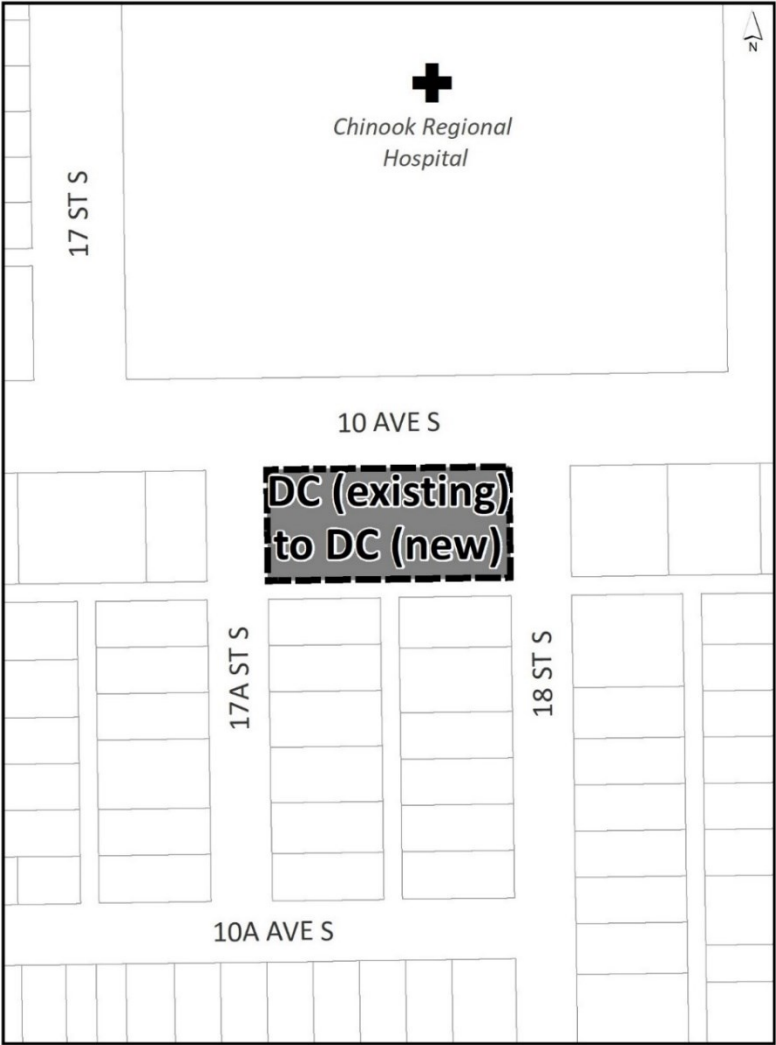 N
Chinook Regional
Hospital
17 ST S
10 AVE S
DC (existing)
to DC (new)
17A ST S
18 ST S
10A AVE S